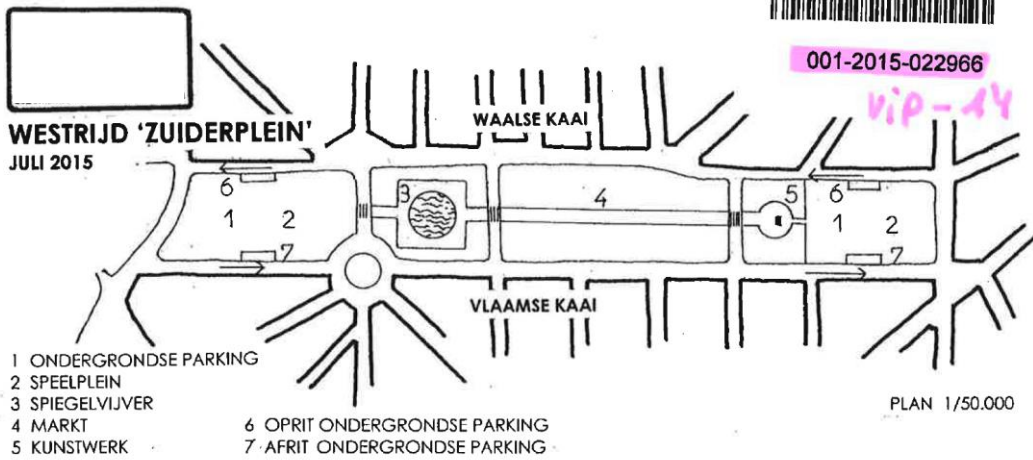 001-2015-022966
vip-14
WESTRIJD 'ZUIDERPLEIN'
JULI 2015
WAALSE KAAI
6
1 2
7
3
4
5
6
1 2
7
VLAAMSE KAAI
1 ONDERGRONDSE PARKING
2 SPEELPLEIN
3 SPIEGELVIJVER
4 MARKT
5 KUNSTWERK
6 OPRIT ONDERGRONDSE PARKING
7 AFRIT ONDERGRONDSE PARKING
PLAN 1/50.000